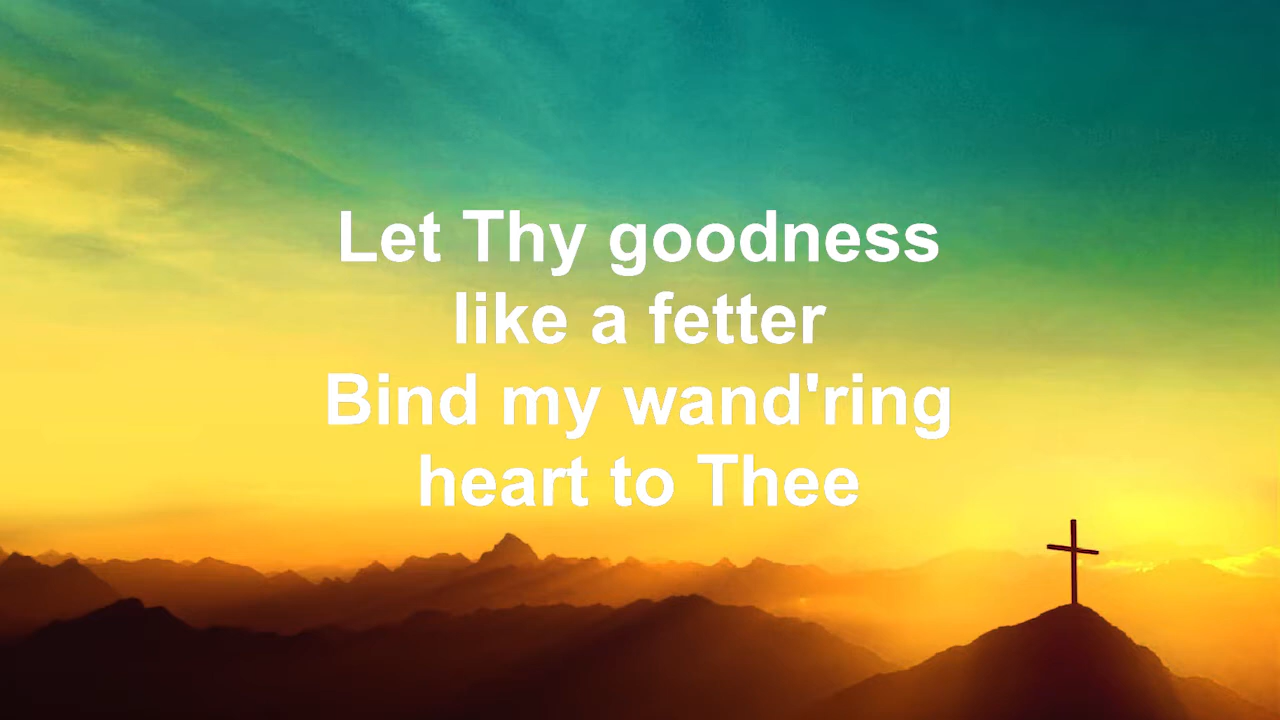 Let Thy goodness
like a fetter
Bind my wand'ring
heart to Thee